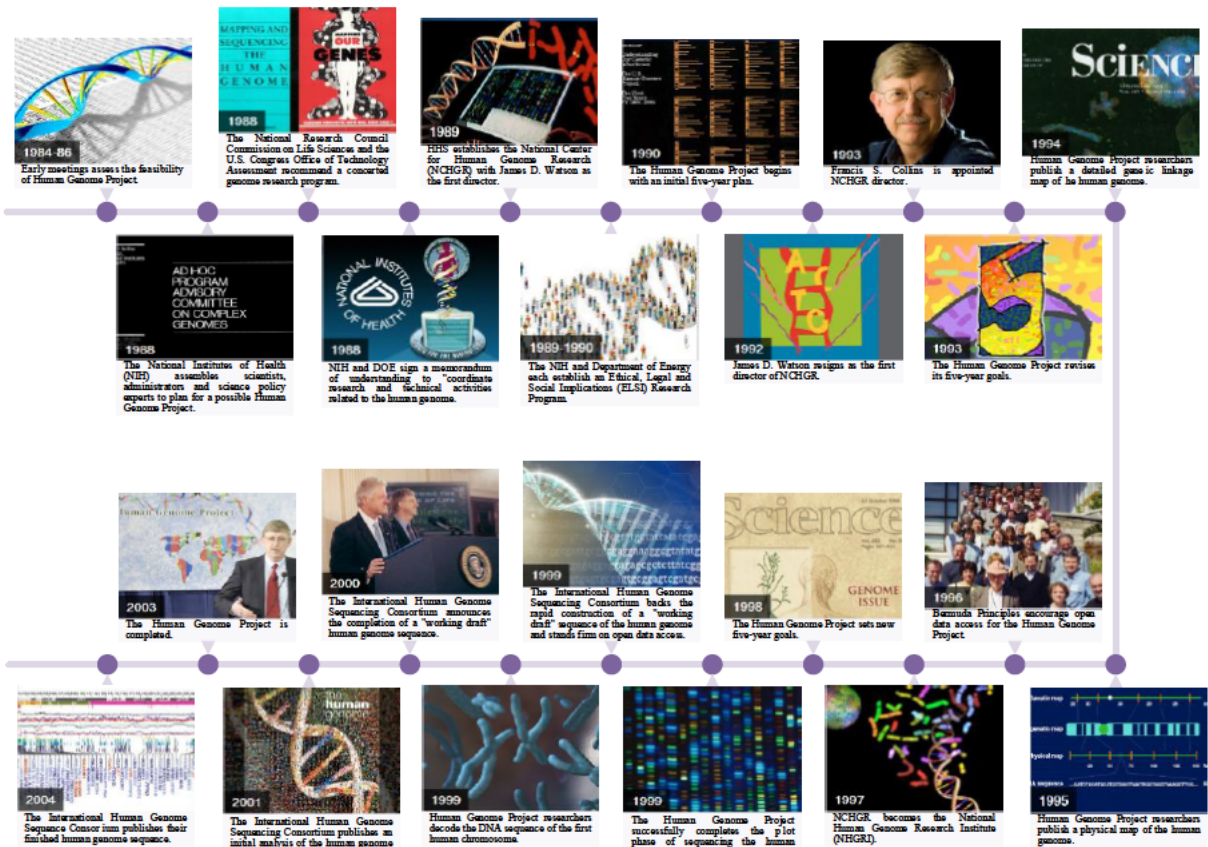 MAPPING AND
SEQUENCING
THE
HUMAN
GENOME
MAPPING
OUR
GENES
SCIENCE
1984-86
Early meetings assess the feasibility
of Human Genome Project.
1988
The National Research Council
Commission on Life Sciences and the
U.S. Congress Office of Technology
Assessment recommend a concerted
genome research program.
1989
HHS establishes the National Center
for Human Genome Research
(NCHGR) with James D. Watson as
the first director.
1990
The Human Genome Project begins
with an initial five-year plan.
1993
Francis S. Collins is appointed
NCHGR director.
1994
Human Genome Project researchers
publish a detailed gene ic linkage
map of he human genome.
AD HOC
PROGRAM
ADVISORY
COMMITTEE
ON COMPLEX
GENOMES
1988
The National Institutes of Health
(NIH) assembles scientists,
administrators and science policy
experts to plan for a possible Human
Genome Project.
NATIONAL INSTITUTES
OF HEALTH
1988
NIH and DOE sign a memorandum
of understanding to "coordinate
research and technical activities
related to the human genome.
1989-1990
The NIH and Department of Energy
each establish an Ethical, Legal and
Social Implications (ELSI) Research
Program.
A
T
C
1992
James D. Watson resigns as the first
director of NCHGR.
5
1993
The Human Genome Project revises
its five-year goals.
Human Genome Project
2003
The Human Genome Project is
completed.
2000
The International Human Genome
Sequencing Consortium announces
the completion of a "working draft"
human genome sequence.
1999
The International Human Genome
Sequencing Consortium backs the
rapid construction of a "working
draft" sequence of the human genome
and stands firm on open data access.
Science
GENOME
ISSUE
1998
The Human Genome Project sets new
five-year goals.
1996
Bermuda Principles encourage open
data access for the Human Genome
Project.
2004
The International Human Genome
Sequence Consor ium publishes their
finished human genome sequence.
the
human
genome
2001
The International Human Genome
Sequencing Consortium publishes an
initial analysis of the human genome
1999
Human Genome Project researchers
decode the DNA sequence of the first
human chromosome.
1999
The Human Genome Project
successfully completes the p lot
phase of sequencing the human
1997
NCHGR becomes the National
Human Genome Research Institute
(NHGRI).
1995
Human Genome Project researchers
publish a physical map of the human
genome.